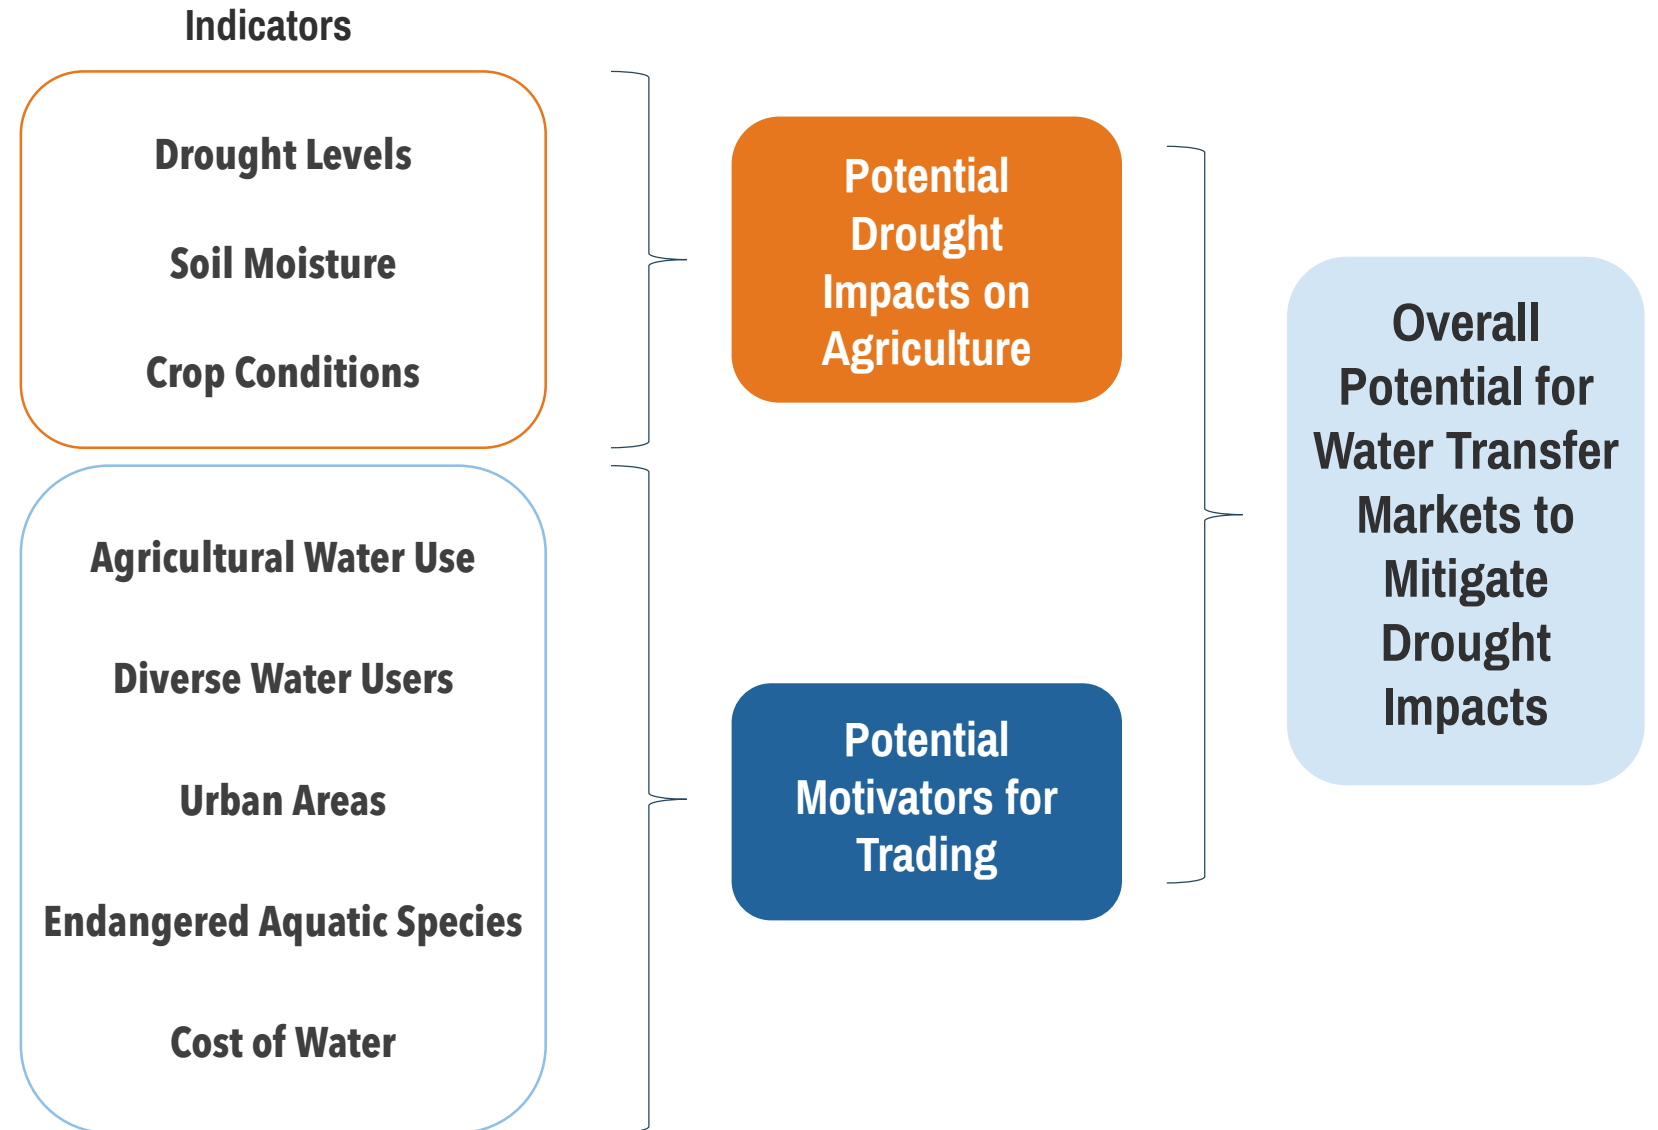 Indicators
Drought Levels
Soil Moisture
Crop Conditions
Agricultural Water Use
Diverse Water Users
Urban Areas
Endangered Aquatic Species
Cost of Water
Potential
Drought
Impacts on
Agriculture
Potential
Motivators for
Trading
Overall
Potential for
Water Transfer
Markets to
Mitigate
Drought
Impacts